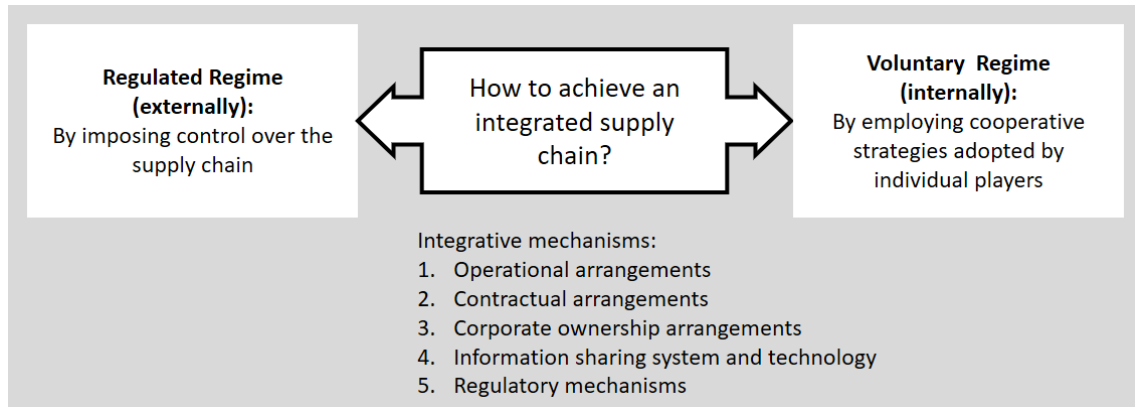 Regulated Regime
(externally):
By imposing control over the
supply chain
How to achieve an
integrated supply
chain?
Voluntary Regime
(internally):
By employing cooperative
strategies adopted by
individual players
Integrative mechanisms:
1. Operational arrangements
2. Contractual arrangements
3. Corporate ownership arrangements
4. Information sharing system and technology
5. Regulatory mechanisms